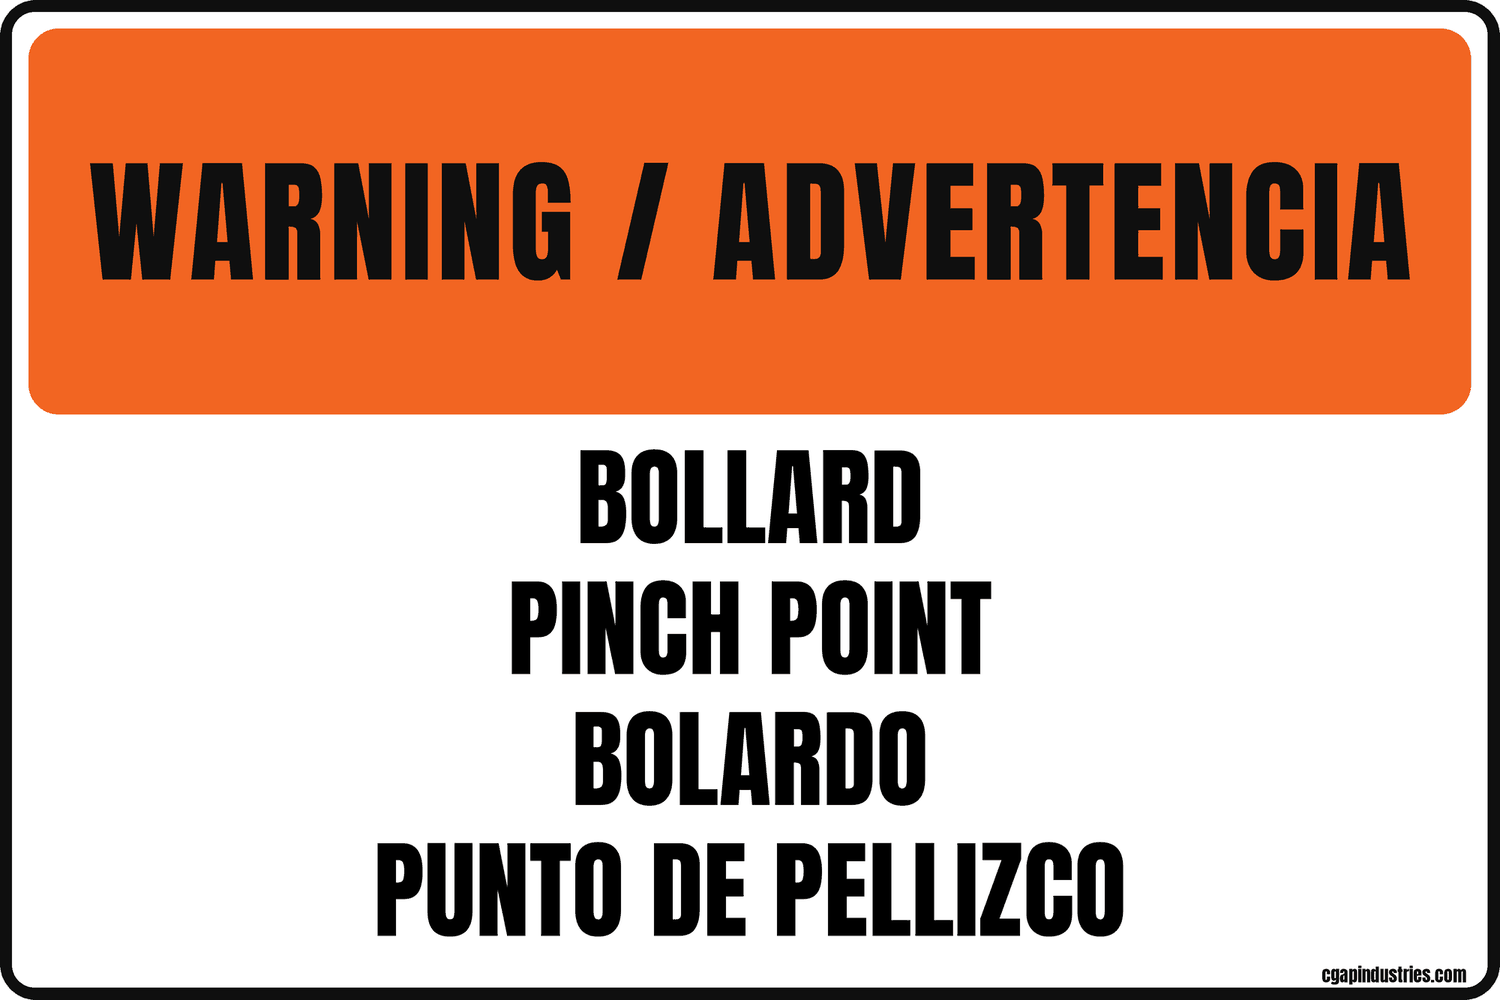 WARNING / ADVERTENCIA
BOLLARD
PINCH POINT
BOLARDO
PUNTO DE PELLIZCO
cgapindustries.com